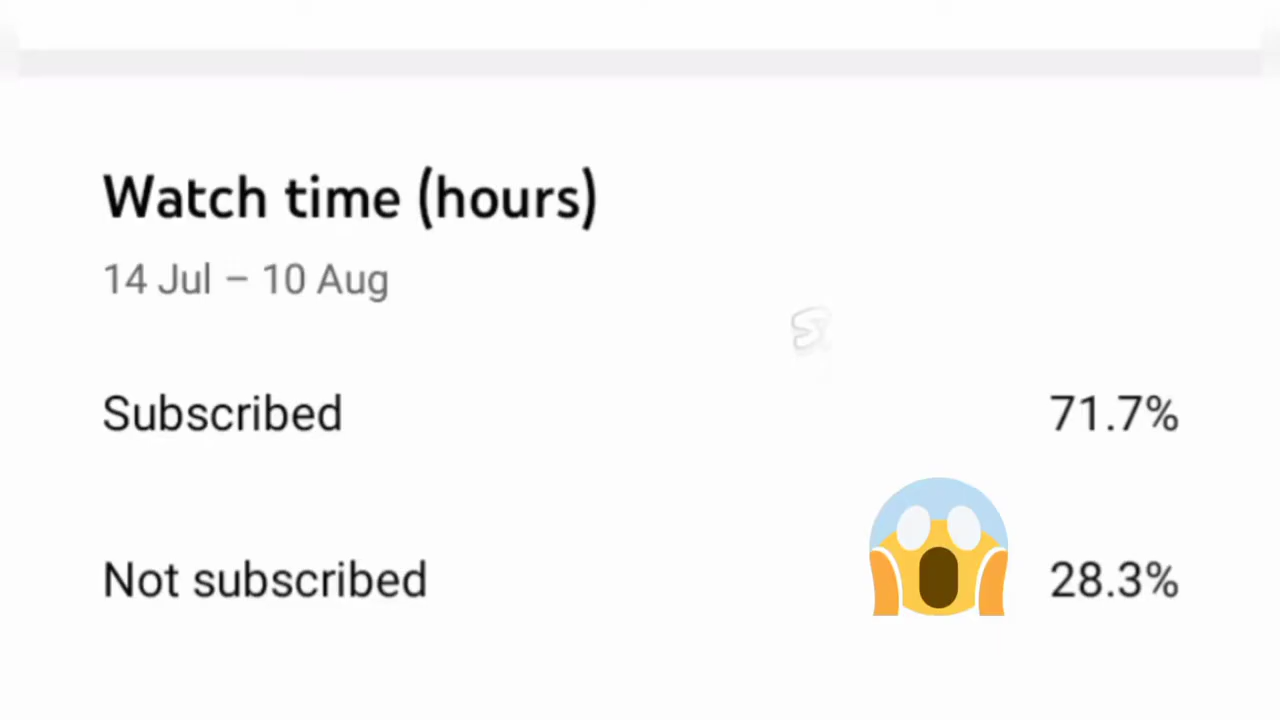 Watch time (hours)
14 Jul – 10 Aug
Subscribed 71.7%
Not subscribed 28.3%